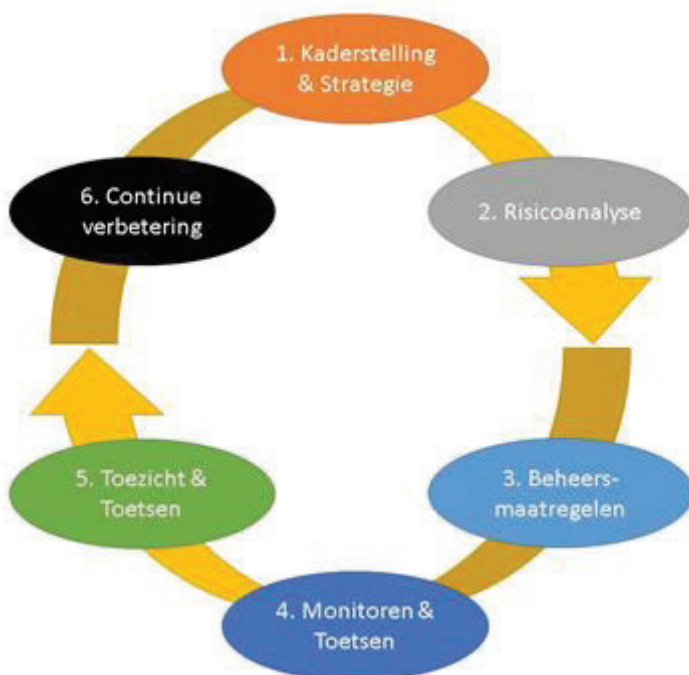 1. Kaderstelling
& Strategie
2. Risicoanalyse
3. Beheers-
maatregelen
4. Monitoren &
Toetsen
5. Toezicht &
Toetsen
6. Continue
verbetering